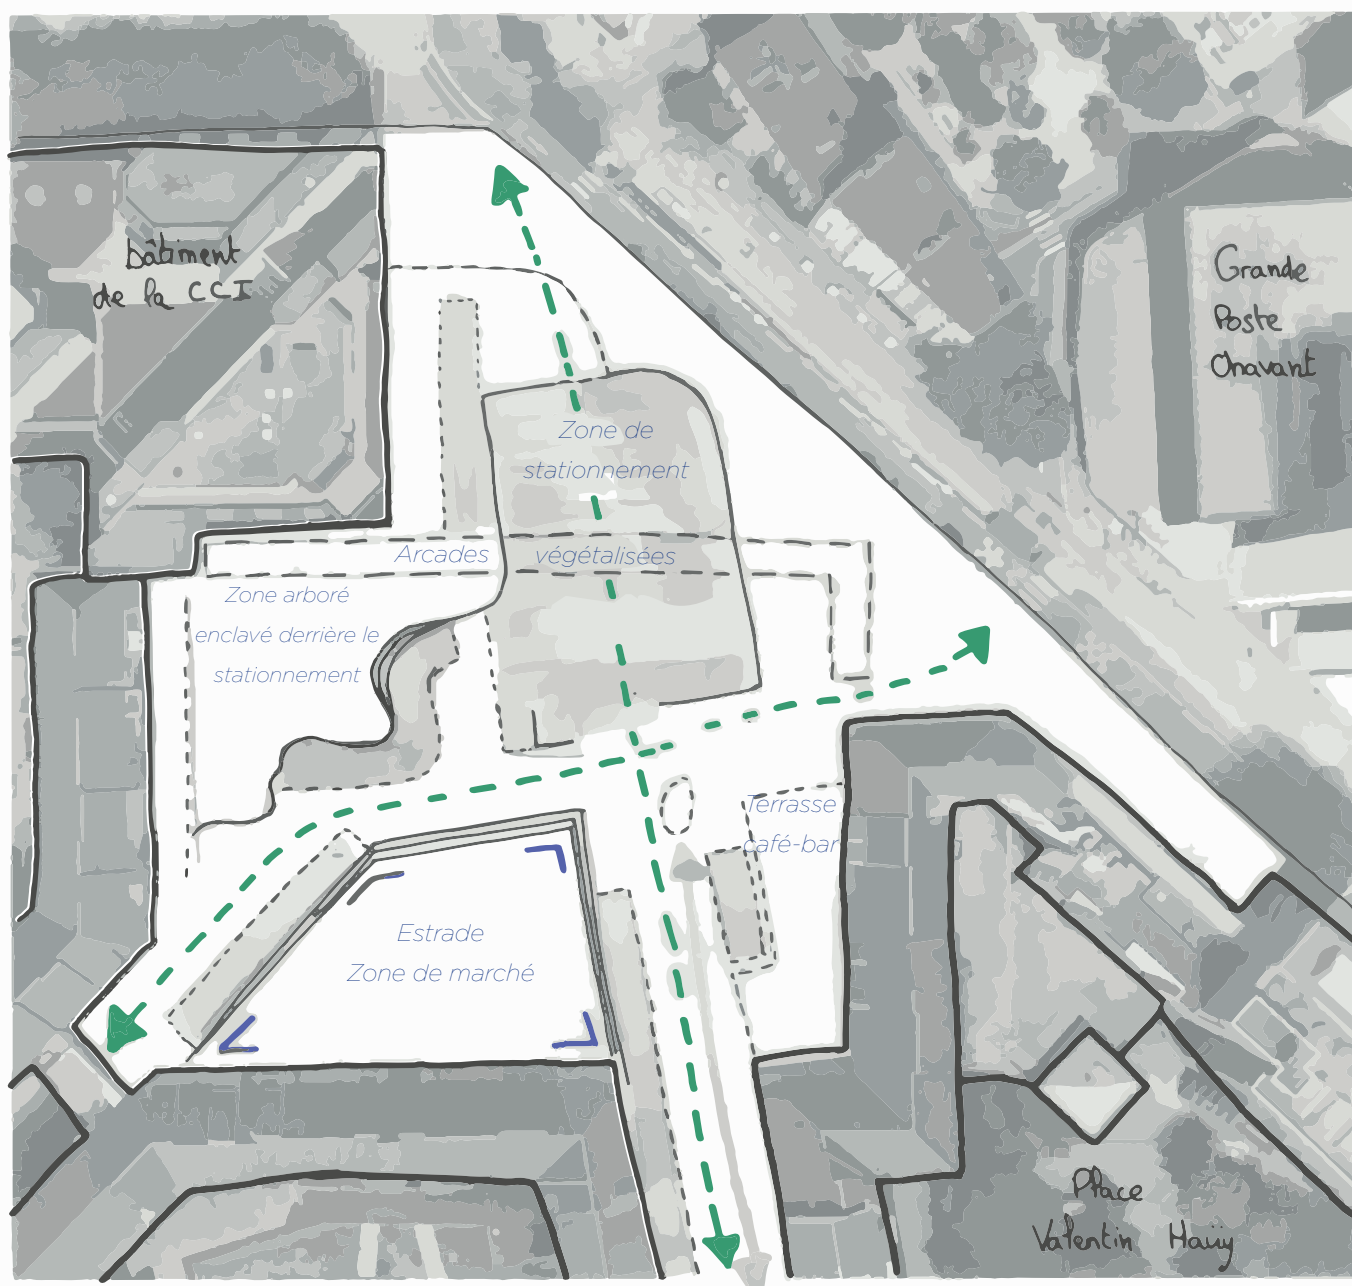 bâtiment
de la CCI
Grande
Poste
Chavant
Zone de
stationnement
Arcades végétalisées
Zone arboré
enclavé derrière le
stationnement
Terrasse
café-bar
Estrade
Zone de marché
Place
Valentin Haüy